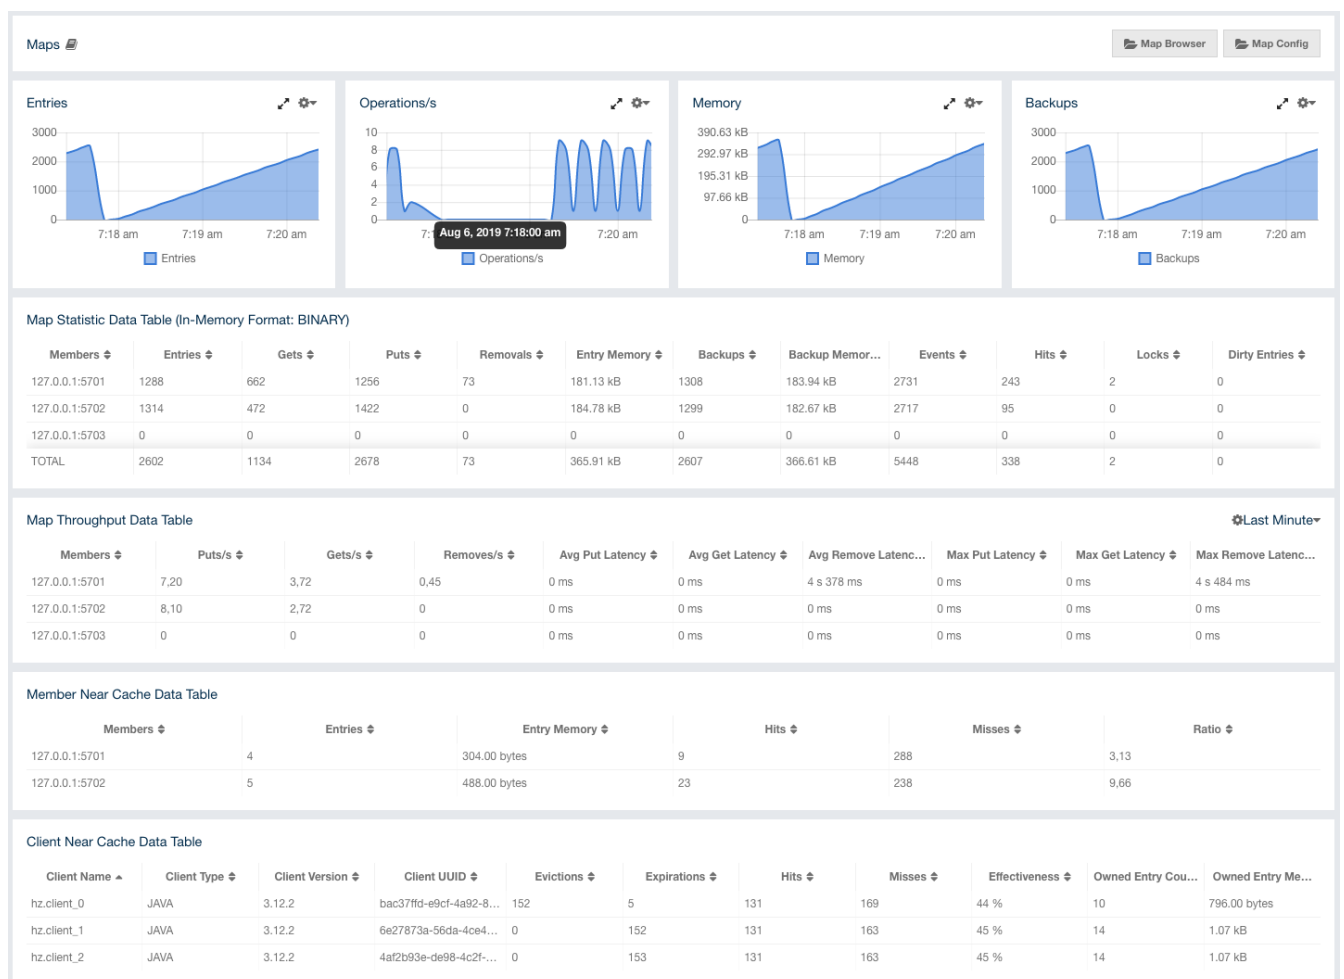 Maps Map Browser Map Config
Entries Operations/s Memory Backups
3000 10 390.63 kB 3000
8 292.97 kB
2000 6 195.31 kB 2000
1000 4 97.66 kB 1000
2
0 0 0 0
7:18 am 7:19 am 7:20 am 7:1 Aug 6, 2019 7:18:00 am 7:20 am 7:18 am 7:19 am 7:20 am 7:18 am 7:19 am 7:20 am
Entries Operations/s Memory Backups
Map Statistic Data Table (In-Memory Format: BINARY)
Members Entries Gets Puts Removals Entry Memory Backups Backup Memor... Events Hits Locks Dirty Entries
127.0.0.1:5701 1288 662 1256 73 181.13 kB 1308 183.94 kB 2731 243 2 0
127.0.0.1:5702 1314 472 1422 0 184.78 kB 1299 182.67 kB 2717 95 0 0
127.0.0.1:5703 0 0 0 0 0 0 0 0 0 0 0
TOTAL 2602 1134 2678 73 365.91 kB 2607 366.61 kB 5448 338 2 0
Map Throughput Data Table Last Minute
Members Puts/s Gets/s Removes/s Avg Put Latency Avg Get Latency Avg Remove Latenc... Max Put Latency Max Get Latency Max Remove Latenc...
127.0.0.1:5701 7,20 3,72 0,45 0 ms 0 ms 4 s 378 ms 0 ms 0 ms 4 s 484 ms
127.0.0.1:5702 8,10 2,72 0 0 ms 0 ms 0 ms 0 ms 0 ms 0 ms
127.0.0.1:5703 0 0 0 0 ms 0 ms 0 ms 0 ms 0 ms 0 ms
Member Near Cache Data Table
Members Entries Entry Memory Hits Misses Ratio
127.0.0.1:5701 4 304.00 bytes 9 288 3,13
127.0.0.1:5702 5 488.00 bytes 23 238 9,66
Client Near Cache Data Table
Client Name Client Type Client Version Client UUID Evictions Expirations Hits Misses Effectiveness Owned Entry Cou... Owned Entry Me...
hz.client_0 JAVA 3.12.2 bac37ffd-e9cf-4a92-8... 152 5 131 169 44 % 10 796.00 bytes
hz.client_1 JAVA 3.12.2 6e27873a-56da-4ce4... 0 152 131 163 45 % 14 1.07 kB
hz.client_2 JAVA 3.12.2 4af2b93e-de98-4c2f-... 0 153 131 163 45 % 14 1.07 kB